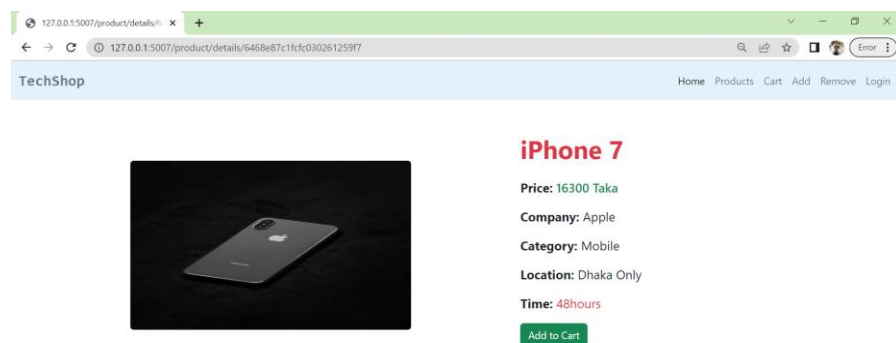 127.0.0.1:5007/product/details/6
127.0.0.1:5007/product/details/6468e87c1fcfc030261259f7
Error
TechShop
Home Products Cart Add Remove Login
iPhone 7
Price: 16300 Taka
Company: Apple
Category: Mobile
Location: Dhaka Only
Time: 48hours
Add to Cart